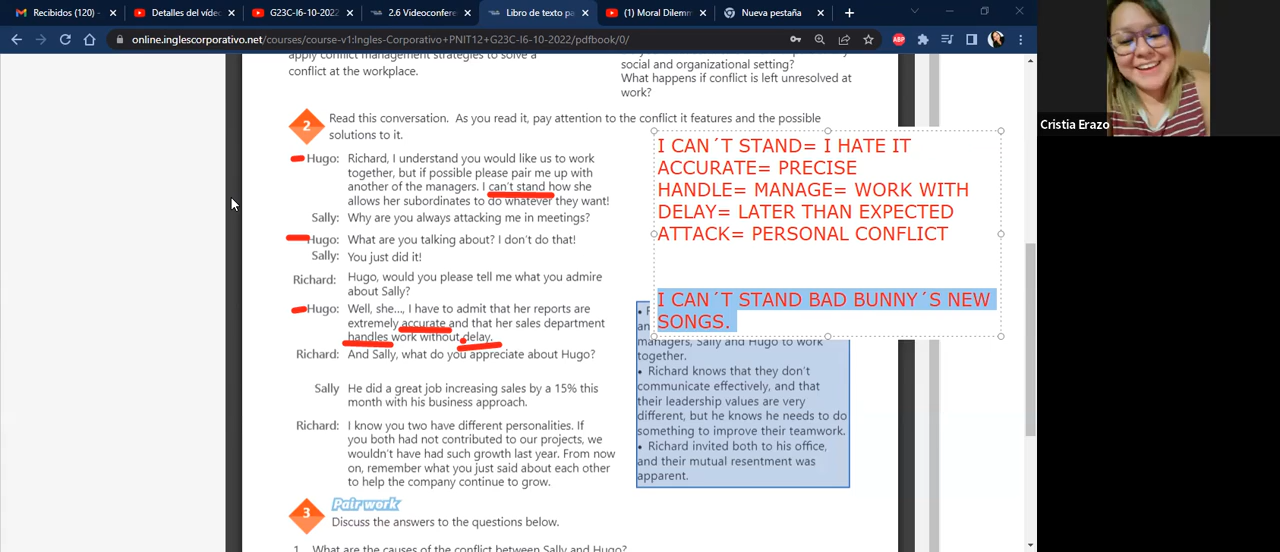 Recibidos (120) -
Detalles del víde
G23C-I6-10-2022
2.6 Videoconfere
Libro de texto pa
(1) Moral Dilemm
Nueva pestaña
online.inglescorporativo.net/courses/course-v1:Ingles-Corporativo+PNIT12+G23C-I6-10-2022/pdfbook/0/
ABP
apply conflict management strategies to solve a
conflict at the workplace.
social and organizational setting?
What happens if conflict is left unresolved at
work?
2
Read this conversation. As you read it, pay attention to the conflict it features and the possible
solutions to it.
Hugo: Richard, I understand you would like us to work
together, but if possible please pair me up with
another of the managers. I can't stand how she
allows her subordinates to do whatever they want!
Sally: Why are you always attacking me in meetings?
Hugo: What are you talking about? I don't do that!
Sally: You just did it!
Richard: Hugo, would you please tell me what you admire
about Sally?
Hugo: Well, she..., I have to admit that her reports are
extremely accurate and that her sales department
handles work without delay.
Richard: And Sally, what do you appreciate about Hugo?
Sally He did a great job increasing sales by a 15% this
month with his business approach.
Richard: I know you two have different personalities. If
you both had not contributed to our projects, we
wouldn't have had such growth last year. From now
on, remember what you just said about each other
to help the company continue to grow.
I CAN´T STAND= I HATE IT
ACCURATE= PRECISE
HANDLE= MANAGE= WORK WITH
DELAY= LATER THAN EXPECTED
ATTACK= PERSONAL CONFLICT
I CAN´T STAND BAD BUNNY´S NEW
SONGS.
managers, Sally and Hugo to work
together.
• Richard knows that they don't
communicate effectively, and that
their leadership values are very
different, but he knows he needs to do
something to improve their teamwork.
• Richard invited both to his office,
and their mutual resentment was
apparent.
3
Pair work
Discuss the answers to the questions below.
1. What are the causes of the conflict between Sally and Hugo?
Cristia Erazo